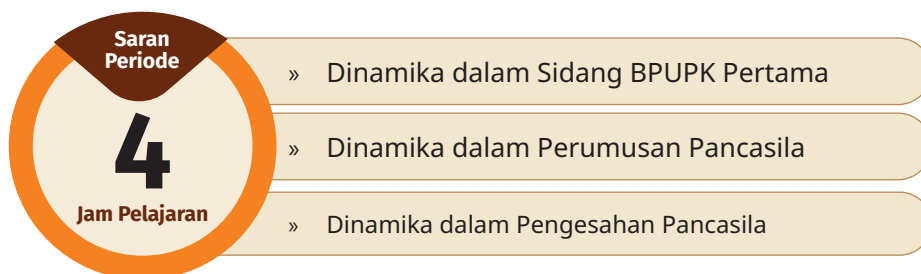 Saran
Periode
4
Jam Pelajaran
» Dinamika dalam Sidang BPUPK Pertama
» Dinamika dalam Perumusan Pancasila
» Dinamika dalam Pengesahan Pancasila